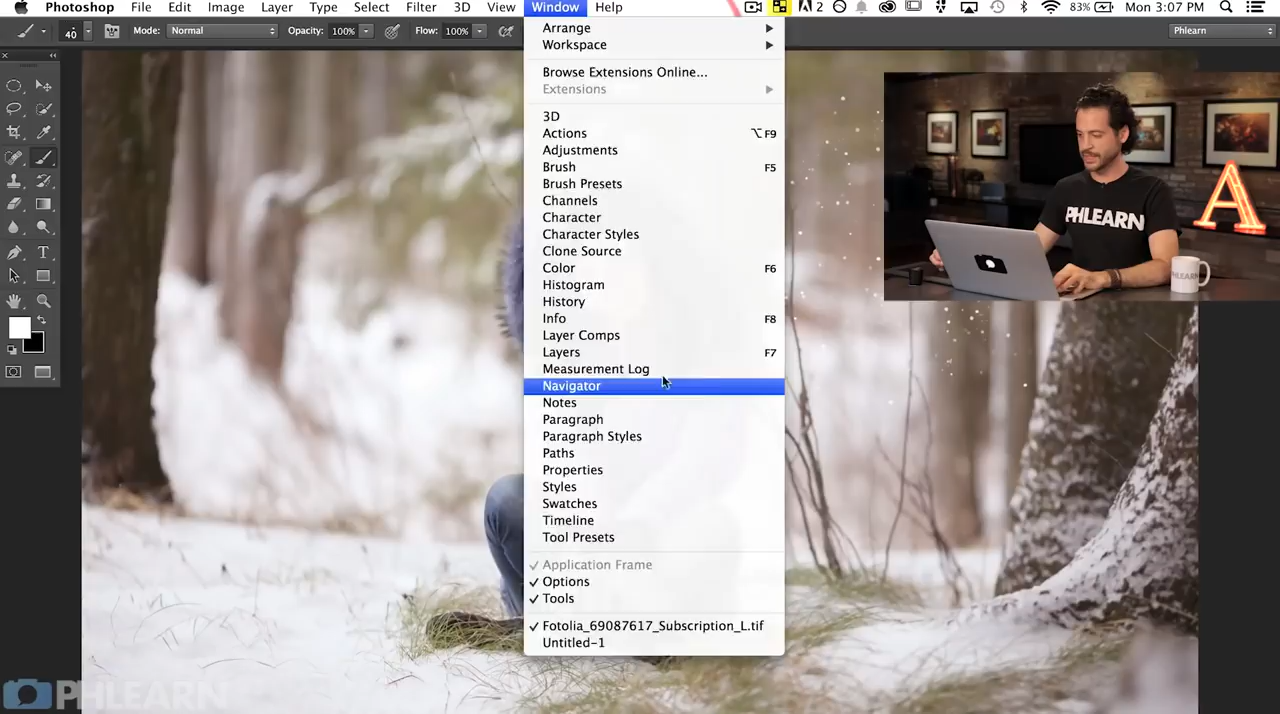 Photoshop File Edit Image Layer Type Select Filter 3D View Window Help 2 83% Mon 3:07 PM
40 Mode: Normal Opacity: 100% Flow: 100% Phlearn
Arrange
Workspace
Browse Extensions Online...
Extensions
3D
Actions ⌥F9
Adjustments
Brush F5
Brush Presets
Channels
Character
Character Styles
Clone Source
Color F6
Histogram
History
Info F8
Layer Comps
Layers F7
Measurement Log
Navigator
Notes
Paragraph
Paragraph Styles
Paths
Properties
Styles
Swatches
Timeline
Tool Presets
✓ Application Frame
✓ Options
✓ Tools
✓ Fotolia_69087617_Subscription_L.tif
Untitled-1
PHLEARN
A
PHLEARN
PHLEARN